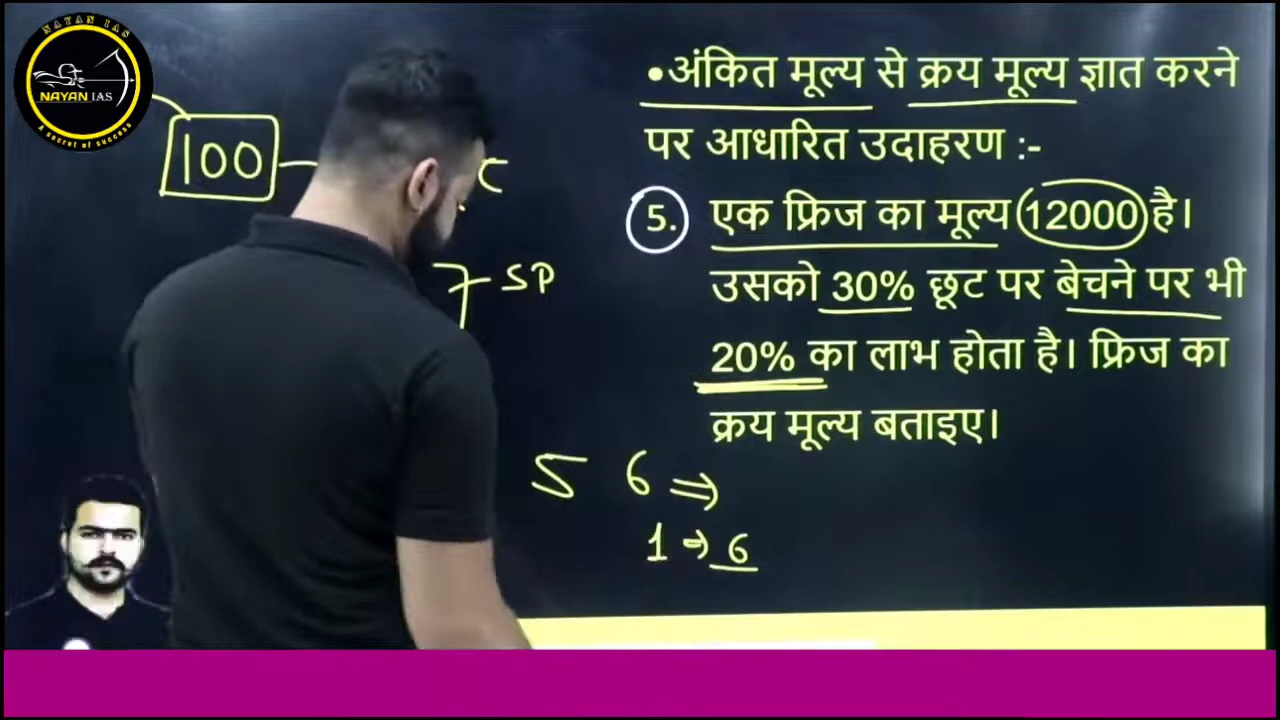 NAYAN IAS
NAYAN IAS
A secret of success
•अंकित मूल्य से क्रय मूल्य ज्ञात करने
पर आधारित उदाहरण :-
5. एक फ्रिज का मूल्य 12000 है।
उसको 30% छूट पर बेचने पर भी
20% का लाभ होता है। फ्रिज का
क्रय मूल्य बताइए।
100
7 SP
5 6 ⇒
1 ⇒ 6